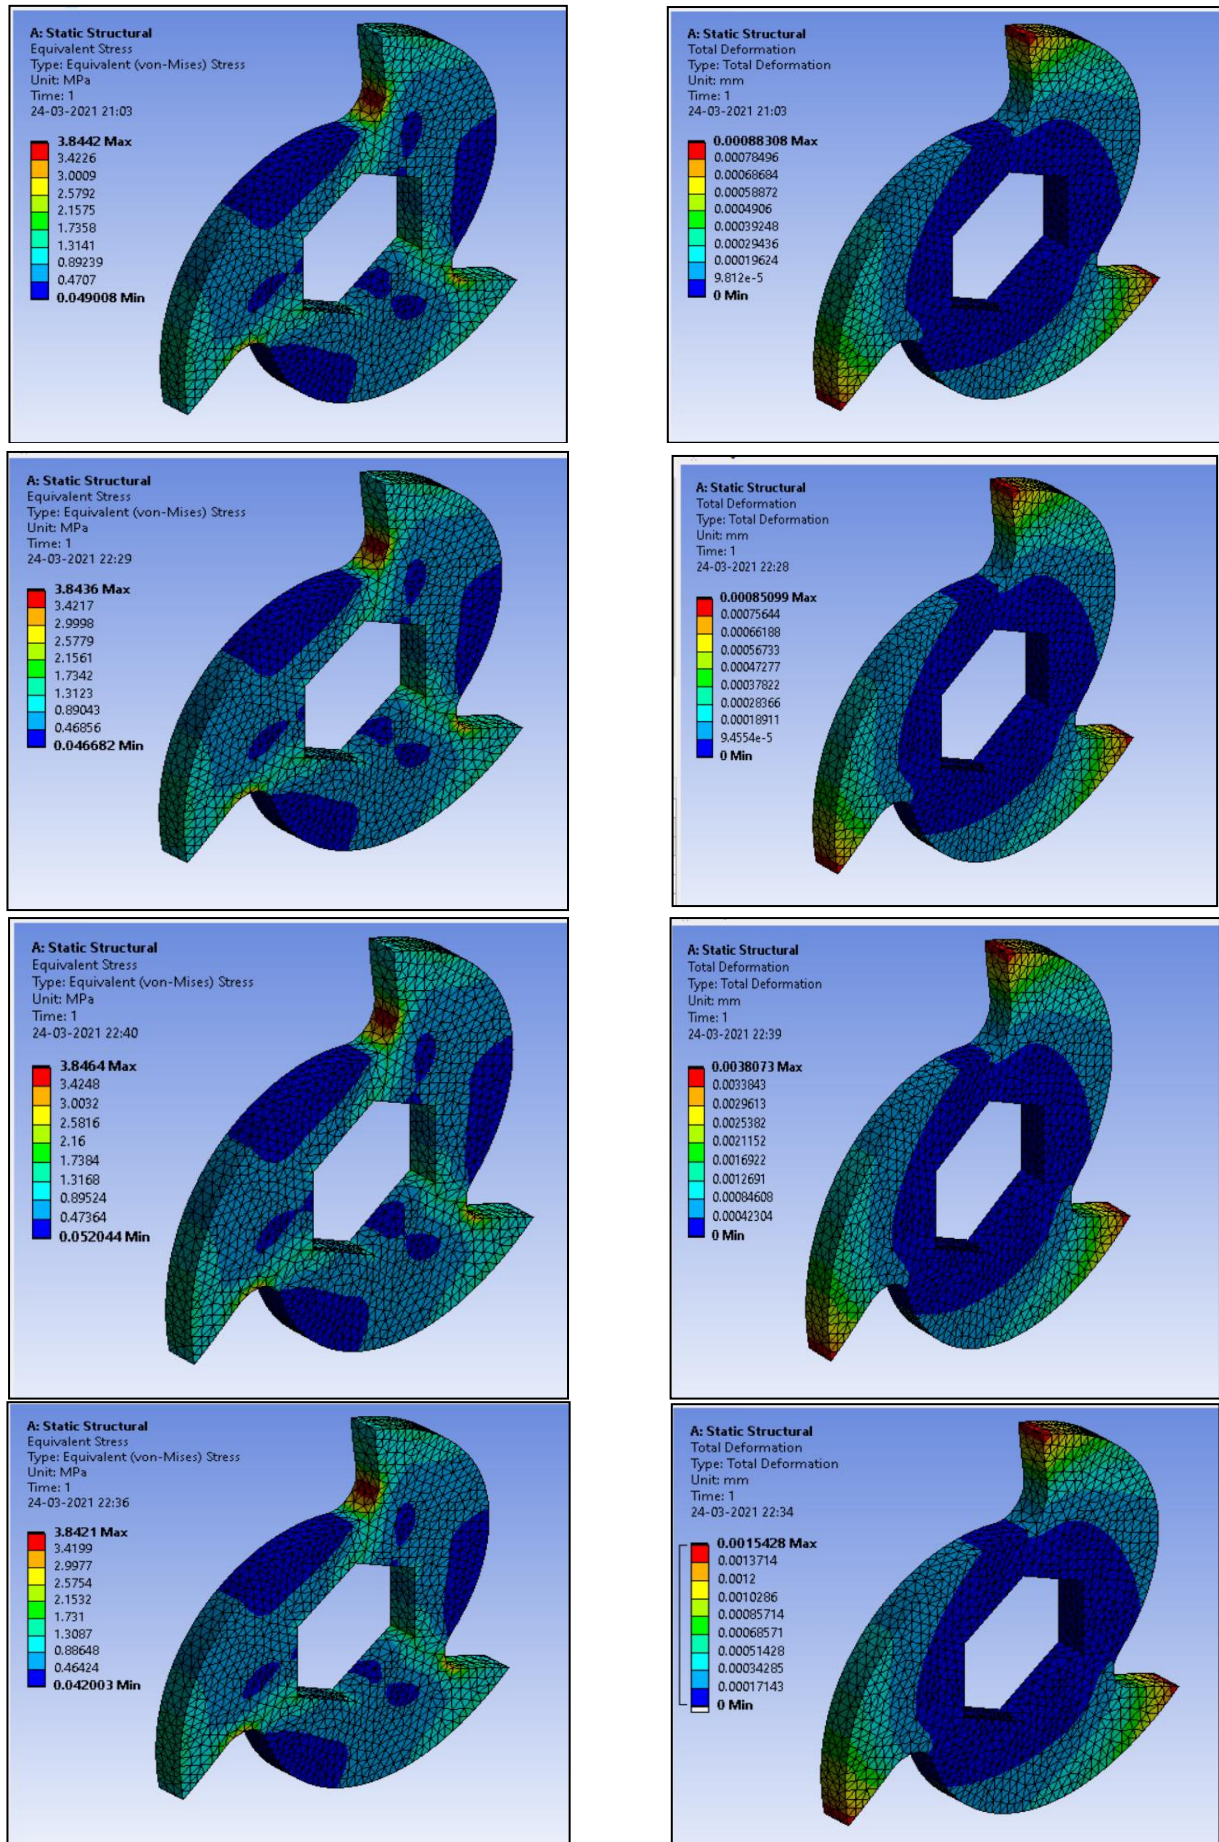 A: Static Structural
Equivalent Stress
Type: Equivalent (von-Mises) Stress
Unit: MPa
Time: 1
24-03-2021 21:03
3.8442 Max
3.4226
3.0009
2.5792
2.1575
1.7358
1.3141
0.89239
0.4707
0.049008 Min
A: Static Structural
Total Deformation
Type: Total Deformation
Unit: mm
Time: 1
24-03-2021 21:03
0.00088308 Max
0.00078496
0.00068684
0.00058872
0.0004906
0.00039248
0.00029436
0.00019624
9.812e-5
0 Min
A: Static Structural
Equivalent Stress
Type: Equivalent (von-Mises) Stress
Unit: MPa
Time: 1
24-03-2021 22:29
3.8436 Max
3.4217
2.9998
2.5779
2.1561
1.7342
1.3123
0.89043
0.46856
0.046682 Min
A: Static Structural
Total Deformation
Type: Total Deformation
Unit: mm
Time: 1
24-03-2021 22:28
0.00085099 Max
0.00075644
0.00066188
0.00056733
0.00047277
0.00037822
0.00028366
0.00018911
9.4554e-5
0 Min
A: Static Structural
Equivalent Stress
Type: Equivalent (von-Mises) Stress
Unit: MPa
Time: 1
24-03-2021 22:40
3.8464 Max
3.4248
3.0032
2.5816
2.16
1.7384
1.3168
0.89524
0.47364
0.052044 Min
A: Static Structural
Total Deformation
Type: Total Deformation
Unit: mm
Time: 1
24-03-2021 22:39
0.0038073 Max
0.0033843
0.0029613
0.0025382
0.0021152
0.0016922
0.0012691
0.00084608
0.00042304
0 Min
A: Static Structural
Equivalent Stress
Type: Equivalent (von-Mises) Stress
Unit: MPa
Time: 1
24-03-2021 22:36
3.8421 Max
3.4199
2.9977
2.5754
2.1532
1.731
1.3087
0.88648
0.46424
0.042003 Min
A: Static Structural
Total Deformation
Type: Total Deformation
Unit: mm
Time: 1
24-03-2021 22:34
0.0015428 Max
0.0013714
0.0012
0.0010286
0.00085714
0.00068571
0.00051428
0.00034285
0.00017143
0 Min